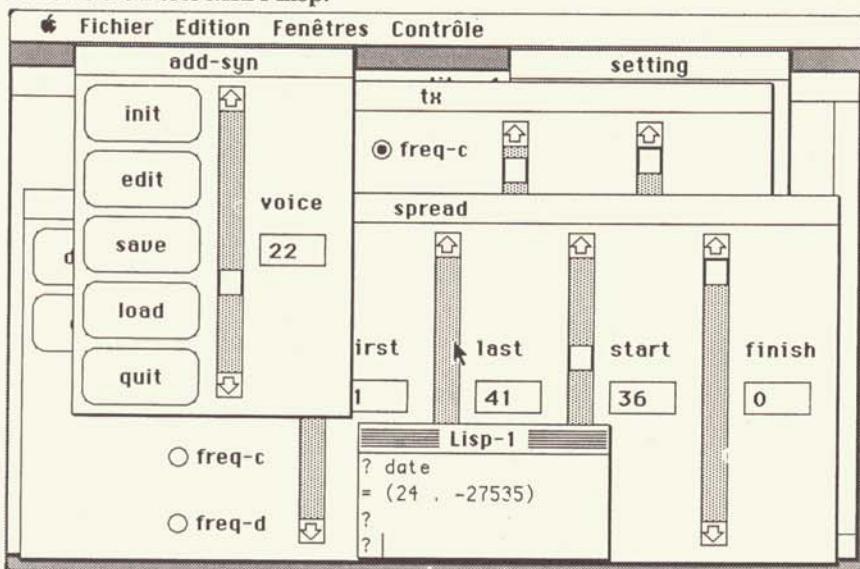 Fichier Edition Fenêtres Contrôle
add-syn
setting
tx
init
freq-c
edit
voice
spread
save
22
load
irst
last
start
finish
quit
1
41
36
0
Lisp-1
freq-c
? date
= (24 . -27535)
?
freq-d
?